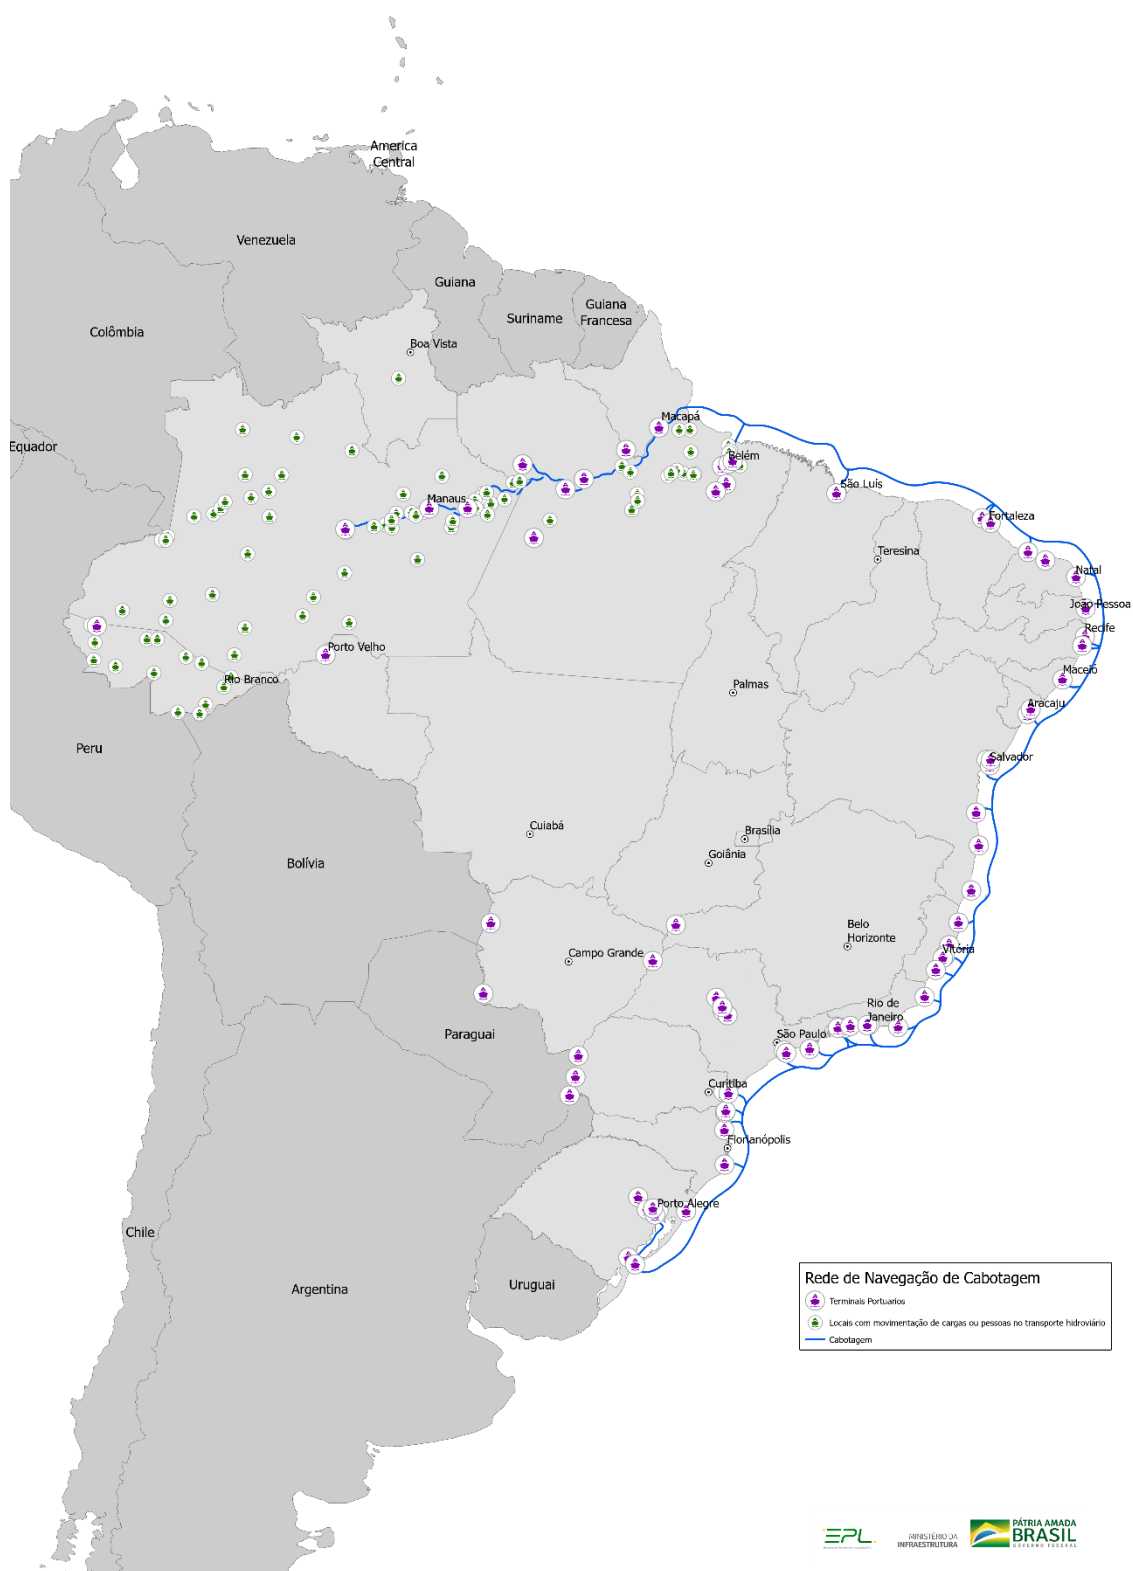 America
Central
Venezuela
Guiana
Suriname
Guiana
Francesa
Colômbia
Boa Vista
Macapá
Equador
Belém
São Luís
Manaus
Fortaleza
Teresina
Natal
João Pessoa
Recife
Porto Velho
Rio Branco
Palmas
Maceió
Aracaju
Peru
Salvador
Cuiabá
Brasília
Goiânia
Bolívia
Belo
Horizonte
Campo Grande
Vitória
Rio de
Janeiro
Paraguai
São Paulo
Curitiba
Florianópolis
Porto Alegre
Chile
Argentina
Uruguai
Rede de Navegação de Cabotagem
Terminais Portuarios
Locais com movimentação de cargas ou pessoas no transporte hidroviário
Cabotagem
EPL
MINISTÉRIO DA
INFRAESTRUTURA
PÁTRIA AMADA
BRASIL
GOVERNO FEDERAL